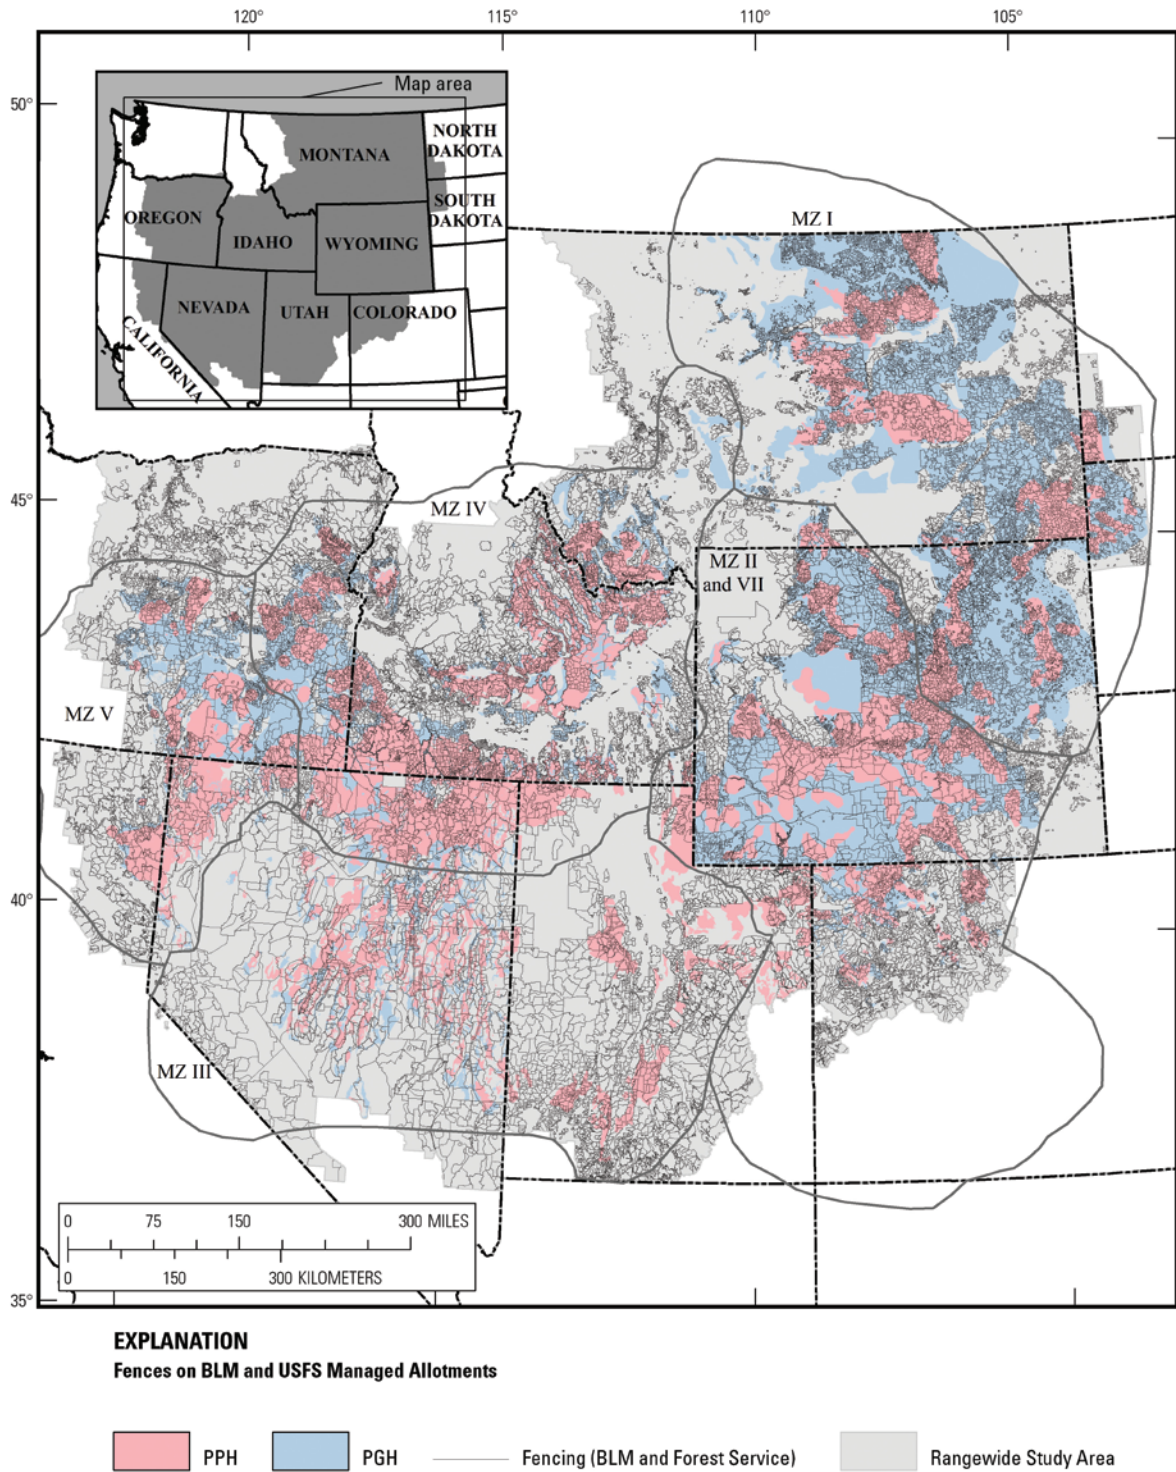 120°
115°
110°
105°
50°
45°
40°
35°
Map area
NORTH
DAKOTA
MONTANA
SOUTH
DAKOTA
OREGON
IDAHO
WYOMING
NEVADA
UTAH
COLORADO
CALIFORNIA
MZ I
MZ IV
MZ II
and VII
MZ V
MZ III
0 75 150 300 MILES
0 150 300 KILOMETERS
EXPLANATION
Fences on BLM and USFS Managed Allotments
PPH PGH Fencing (BLM and Forest Service) Rangewide Study Area